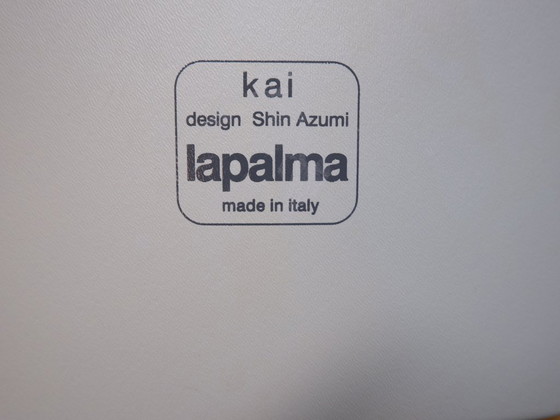 kai
design Shin Azumi
lapalma
made in italy